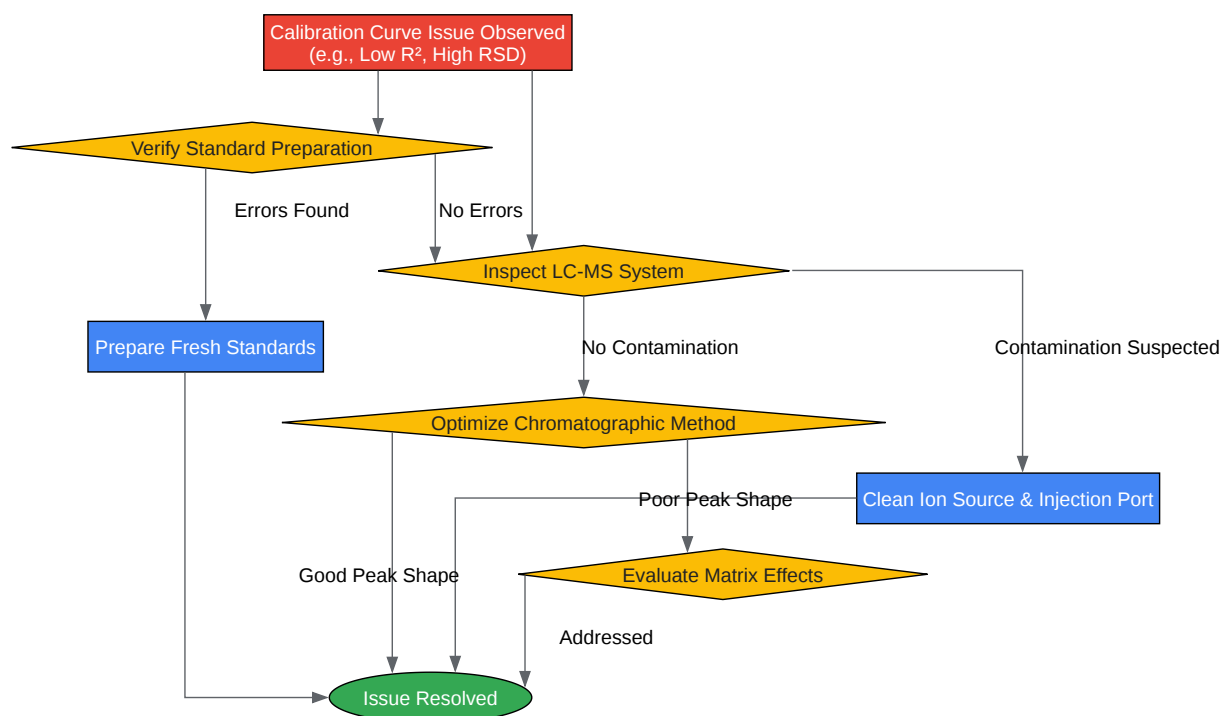 Calibration Curve Issue Observed
(e.g., Low R², High RSD)
Verify Standard Preparation
Errors Found
No Errors
Inspect LC-MS System
Prepare Fresh Standards
No Contamination
Contamination Suspected
Optimize Chromatographic Method
Poor Peak Shape
Clean Ion Source & Injection Port
Good Peak Shape
Evaluate Matrix Effects
Addressed
Issue Resolved